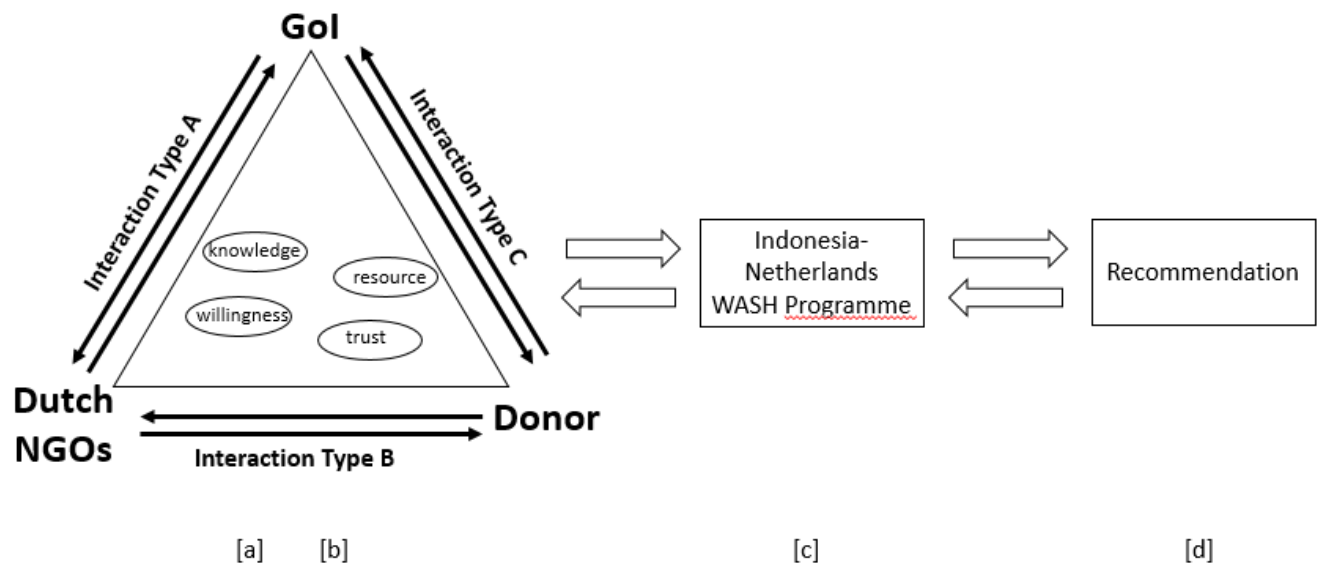 GoI
Interaction Type A
Interaction Type C
knowledge
resource
willingness
trust
Dutch
NGOs
Donor
Interaction Type B
Indonesia-
Netherlands
WASH Programme
Recommendation
[a] [b] [c] [d]